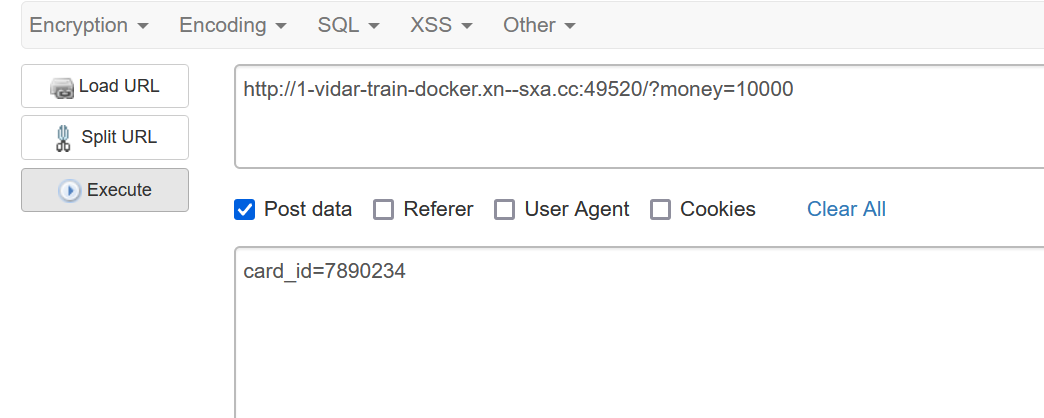 Encryption Encoding SQL XSS Other
Load URL
http://1-vidar-train-docker.xn--sxa.cc:49520/?money=10000
Split URL
Execute
Post data Referer User Agent Cookies Clear All
card_id=7890234